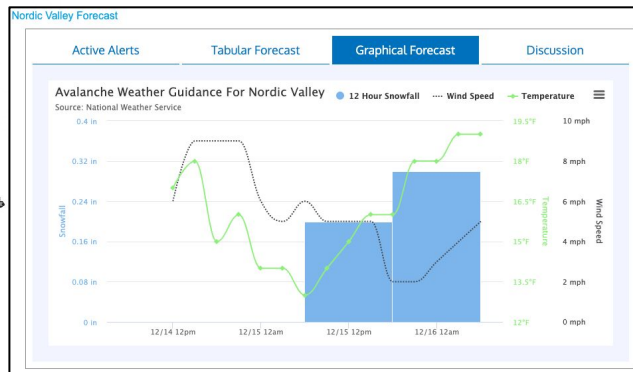 Nordic Valley Forecast
Active Alerts Tabular Forecast Graphical Forecast Discussion
Avalanche Weather Guidance For Nordic Valley
Source: National Weather Service
12 Hour Snowfall Wind Speed Temperature
0.4 in 19.5°F 10 mph
0.32 in 18°F 8 mph
0.24 in 16.5°F 6 mph
0.16 in 15°F 4 mph
0.08 in 13.5°F 2 mph
0 in 12°F 0 mph
Snowfall
Temperature
Wind Speed
12/14 12pm 12/15 12am 12/15 12pm 12/16 12am